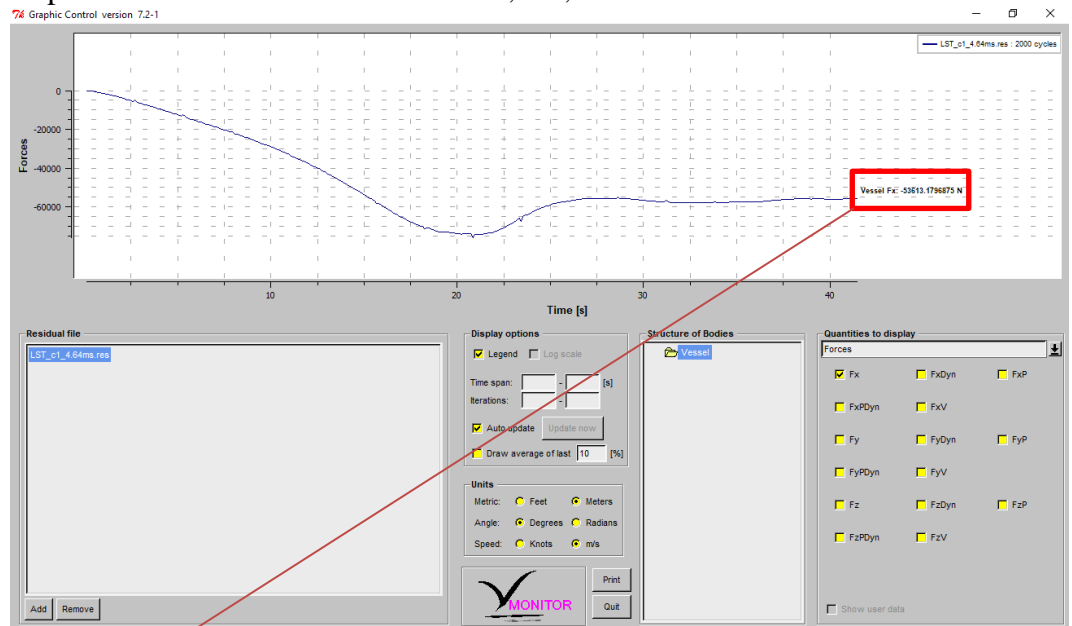 Graphic Control version 7.2-1
LST_c1_4.64ms.res : 2000 cycles
Forces
0
-20000
-40000
-60000
Vessel Fx: -53613.1796875 N
10
20
30
40
Time [s]
Residual file
LST_c1_4.64ms.res
Add
Remove
Display options
Legend
Log scale
Time span:
-
[s]
Iterations:
-
Auto update
Update now
Draw average of last
10
[%]
Units
Metric:
Feet
Meters
Angle:
Degrees
Radians
Speed:
Knots
m/s
MONITOR
Print
Quit
Structure of Bodies
Vessel
Quantities to display
Forces
Fx
FxDyn
FxP
FxPDyn
FxV
Fy
FyDyn
FyP
FyPDyn
FyV
Fz
FzDyn
FzP
FzPDyn
FzV
Show user data